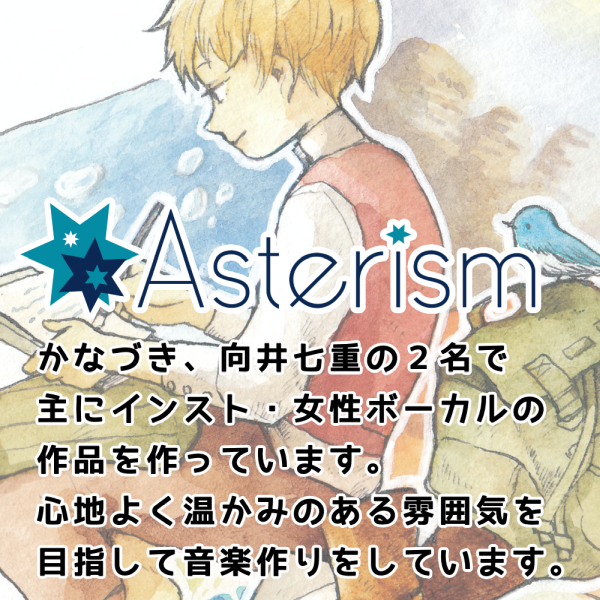 Asterism
かなづき、向井七重の２名で
主にインスト・女性ボーカルの
作品を作っています。
心地よく温かみのある雰囲気を
目指して音楽作りをしています。